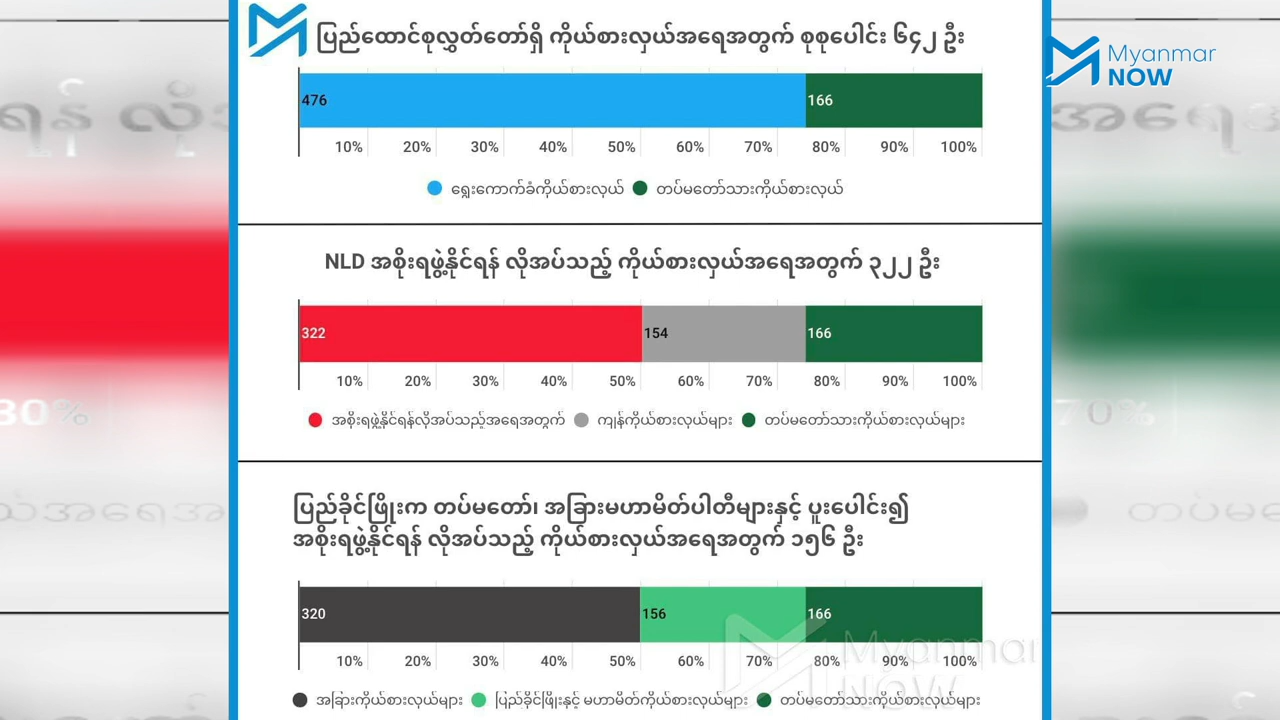 ပြည်ထောင်စုလွှတ်တော်ရှိ ကိုယ်စားလှယ်အရေအတွက် စုစုပေါင်း ၆၄၂ ဦး
Myanmar
NOW
476 166
10% 20% 30% 40% 50% 60% 70% 80% 90% 100%
ရွေးကောက်ခံကိုယ်စားလှယ် တပ်မတော်သားကိုယ်စားလှယ်
NLD အစိုးရဖွဲ့နိုင်ရန် လိုအပ်သည့် ကိုယ်စားလှယ်အရေအတွက် ၃၂၂ ဦး
322 154 166
10% 20% 30% 40% 50% 60% 70% 80% 90% 100%
အစိုးရဖွဲ့နိုင်ရန်လိုအပ်သည့်အရေအတွက် ကျန်ကိုယ်စားလှယ်များ တပ်မတော်သားကိုယ်စားလှယ်များ
ပြည်ခိုင်ဖြိုးက တပ်မတော်၊ အခြားမဟာမိတ်ပါတီများနှင့် ပူးပေါင်း၍
အစိုးရဖွဲ့နိုင်ရန် လိုအပ်သည့် ကိုယ်စားလှယ်အရေအတွက် ၁၅၆ ဦး
320 156 166
Myanmar
NOW
10% 20% 30% 40% 50% 60% 70% 80% 90% 100%
အခြားကိုယ်စားလှယ်များ ပြည်ခိုင်ဖြိုးနှင့် မဟာမိတ်ကိုယ်စားလှယ်များ တပ်မတော်သားကိုယ်စားလှယ်များ